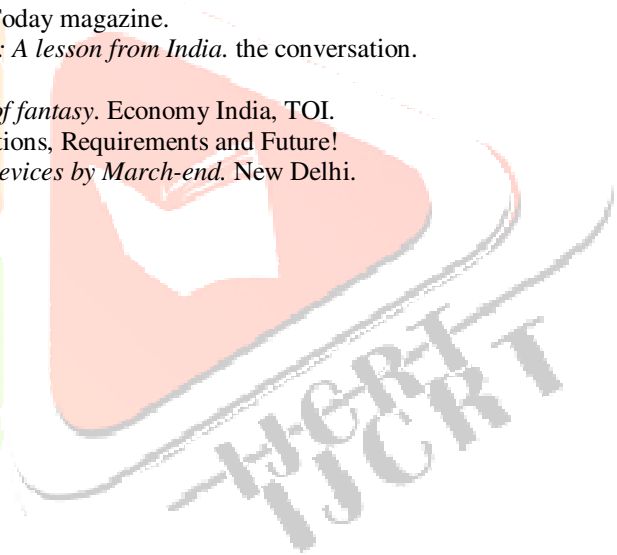 Today magazine.
: A lesson from India. the conversation.
of fantasy. Economy India, TOI.
tions, Requirements and Future!
evices by March-end. New Delhi.
IJCRT
IJCRT